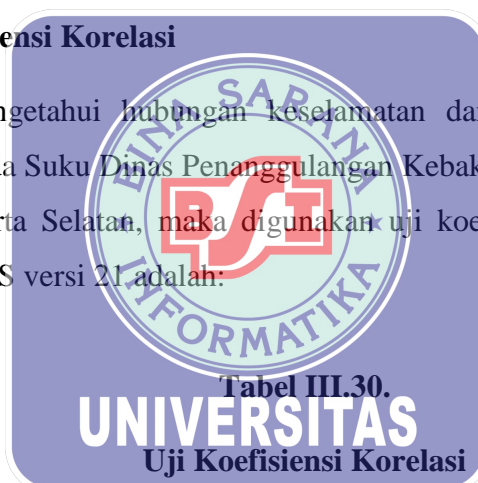 ensi Korelasi
ngetahui hubungan keselamatan dan
a Suku Dinas Penanggulangan Kebak
rta Selatan, maka digunakan uji koe
S versi 21 adalah:
BINA SARANA
BSI
INFORMATIKA
Tabel III.30.
UNIVERSITAS
Uji Koefisiensi Korelasi